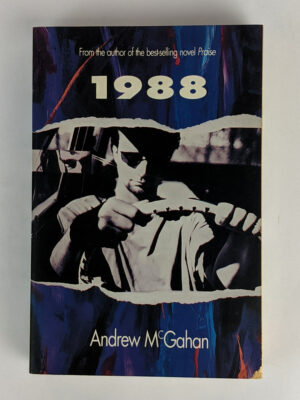 From the author of the best-selling novel Praise
1988
Andrew McGahan